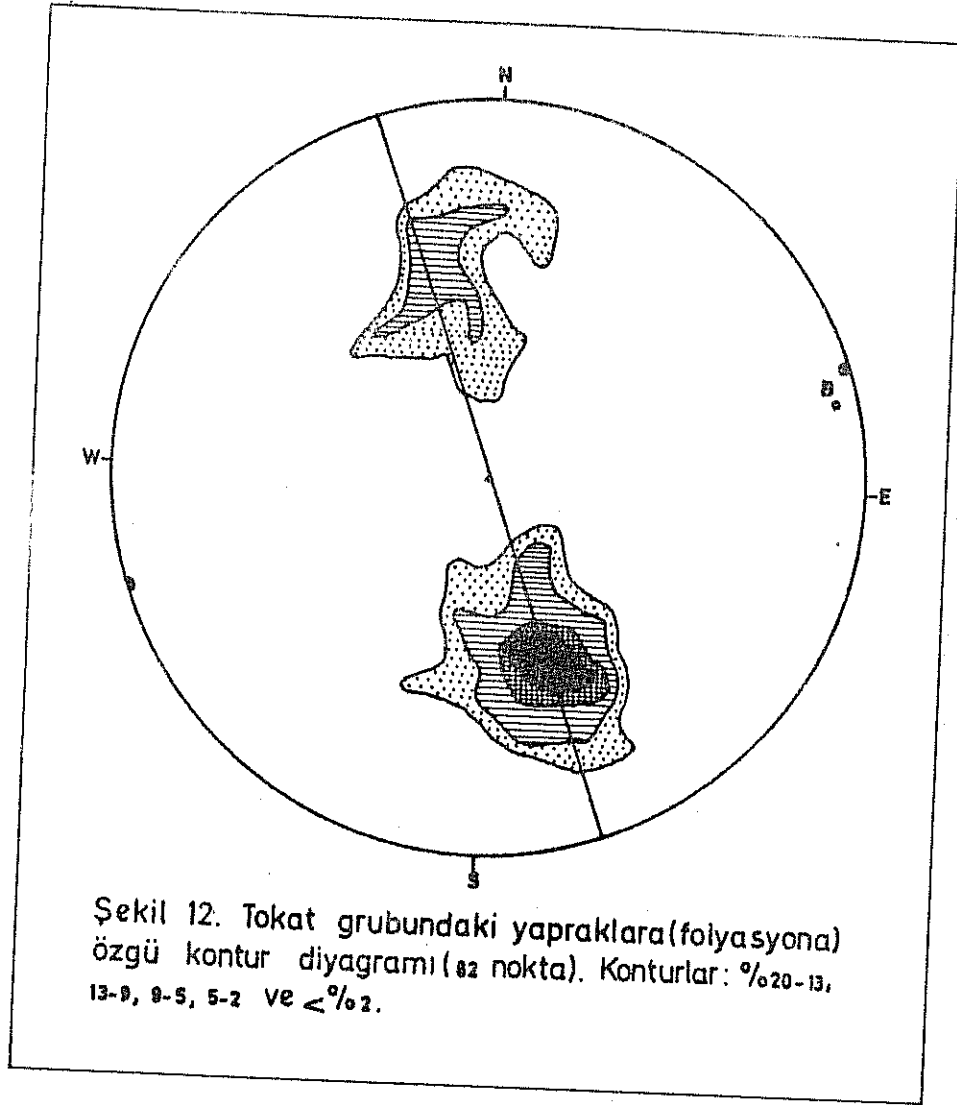 N
B
W
E
S
Şekil 12. Tokat grubundaki yapraklara(folyasyona)
özgü kontur diyagramı(82 nokta). Konturlar: %20-13,
13-9, 9-5, 5-2 ve <%2.